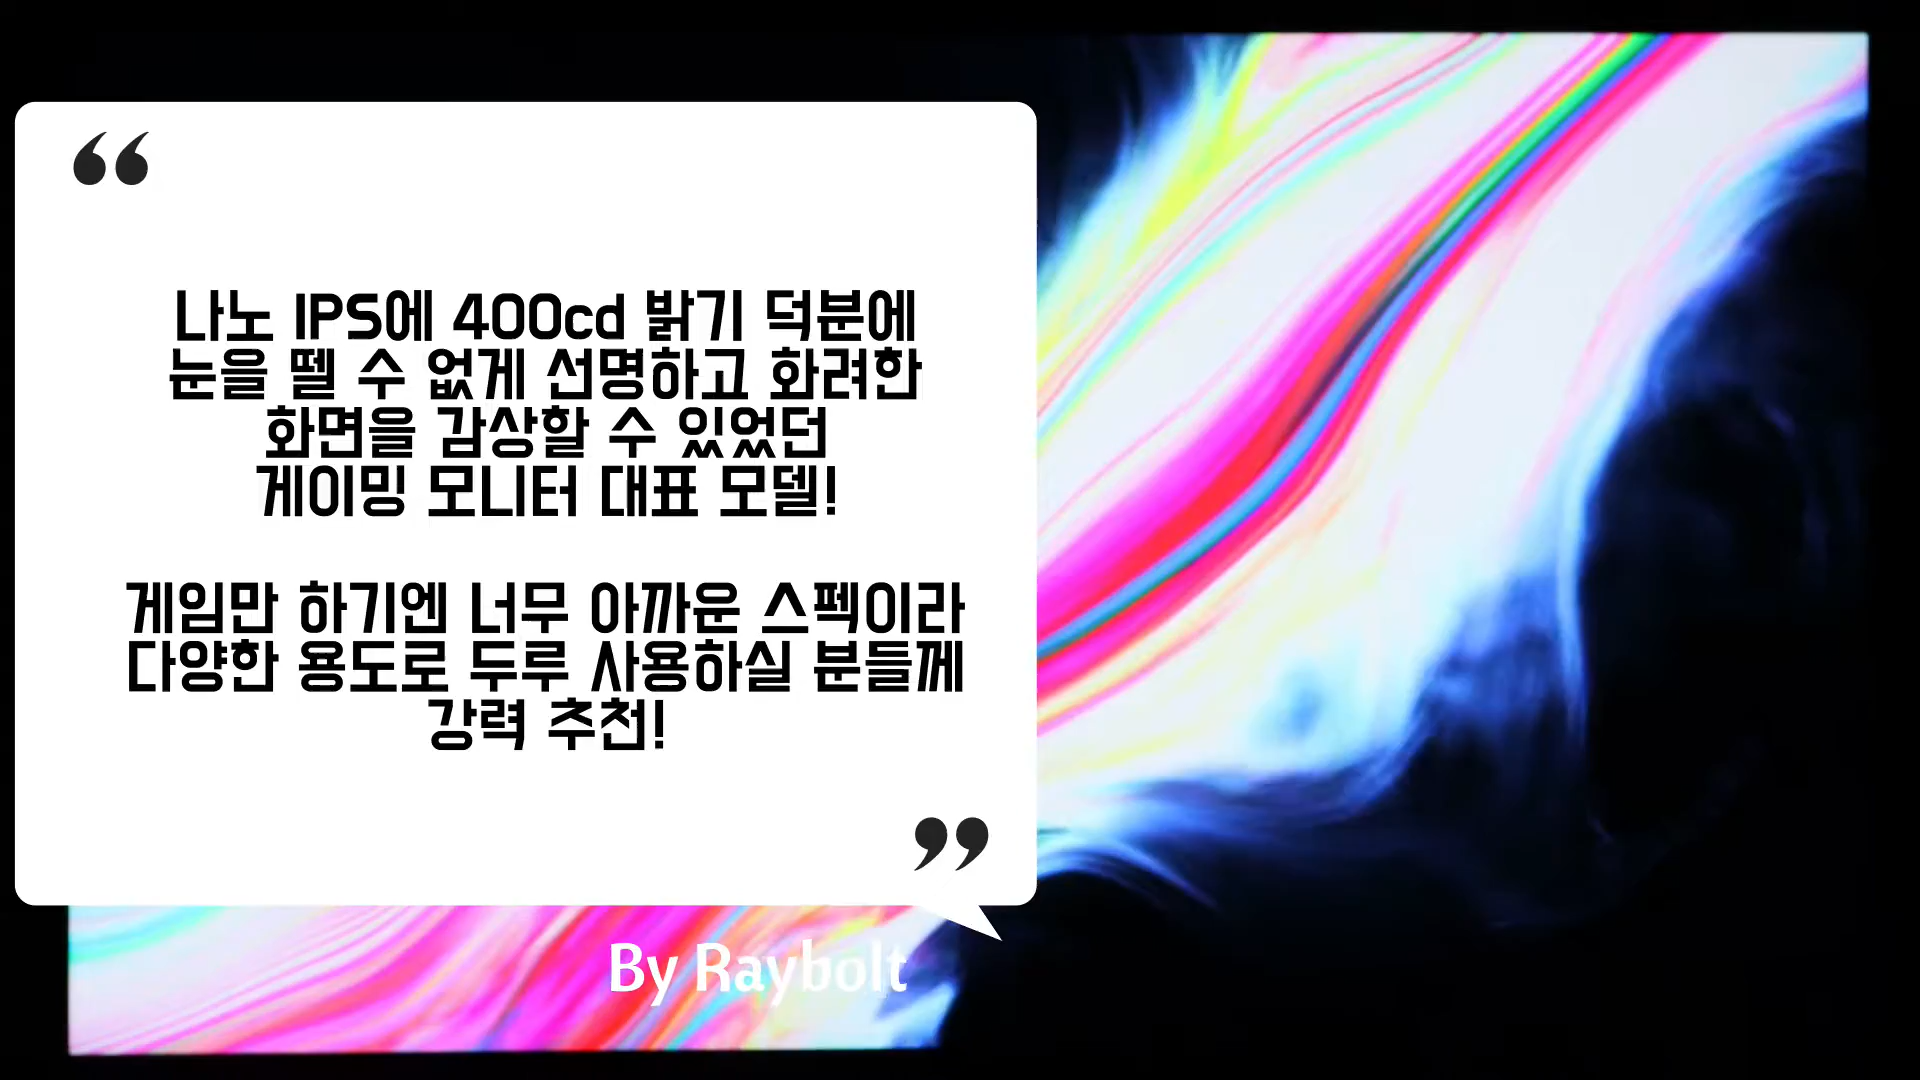 “
나노 IPS에 400cd 밝기 덕분에
눈을 뗄 수 없게 선명하고 화려한
화면을 감상할 수 있었던
게이밍 모니터 대표 모델!
게임만 하기엔 너무 아까운 스펙이라
다양한 용도로 두루 사용하실 분들께
강력 추천!
”
By Raybolt